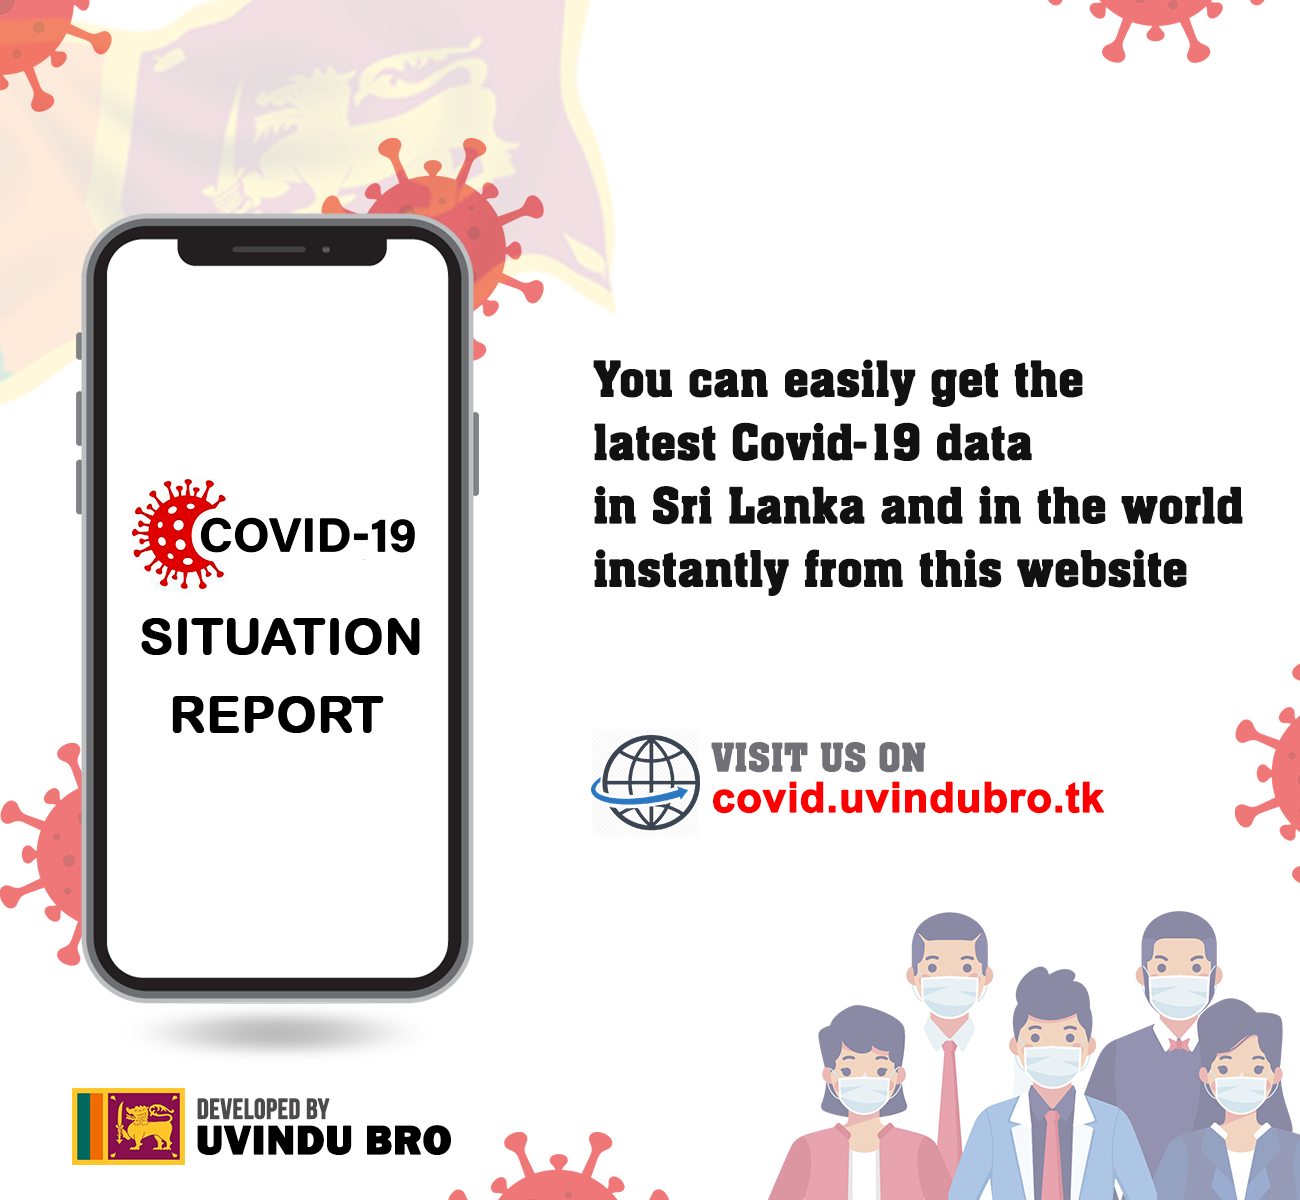 COVID-19
SITUATION
REPORT
You can easily get the
latest Covid-19 data
in Sri Lanka and in the world
instantly from this website
VISIT US ON
covid.uvindubro.tk
DEVELOPED BY
UVINDU BRO